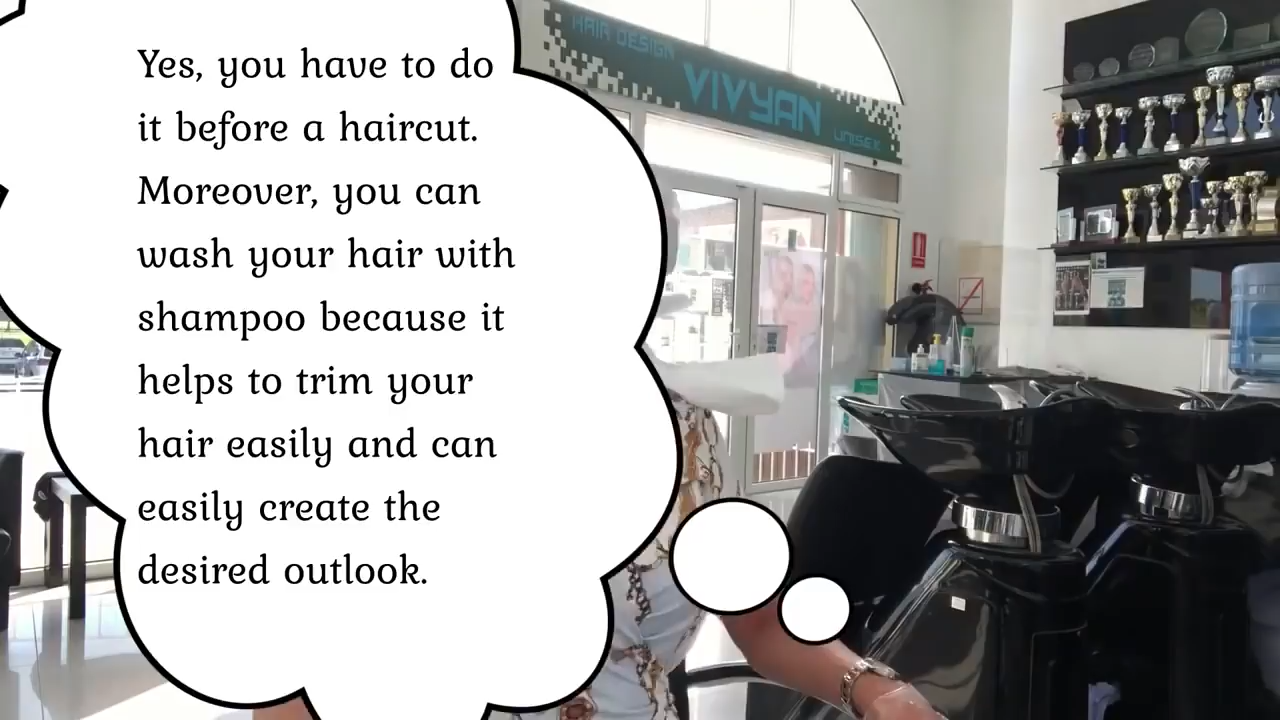 Yes, you have to do
it before a haircut.
Moreover, you can
wash your hair with
shampoo because it
helps to trim your
hair easily and can
easily create the
desired outlook.
HAIR DESIGN
VIVYAN
UNISEX